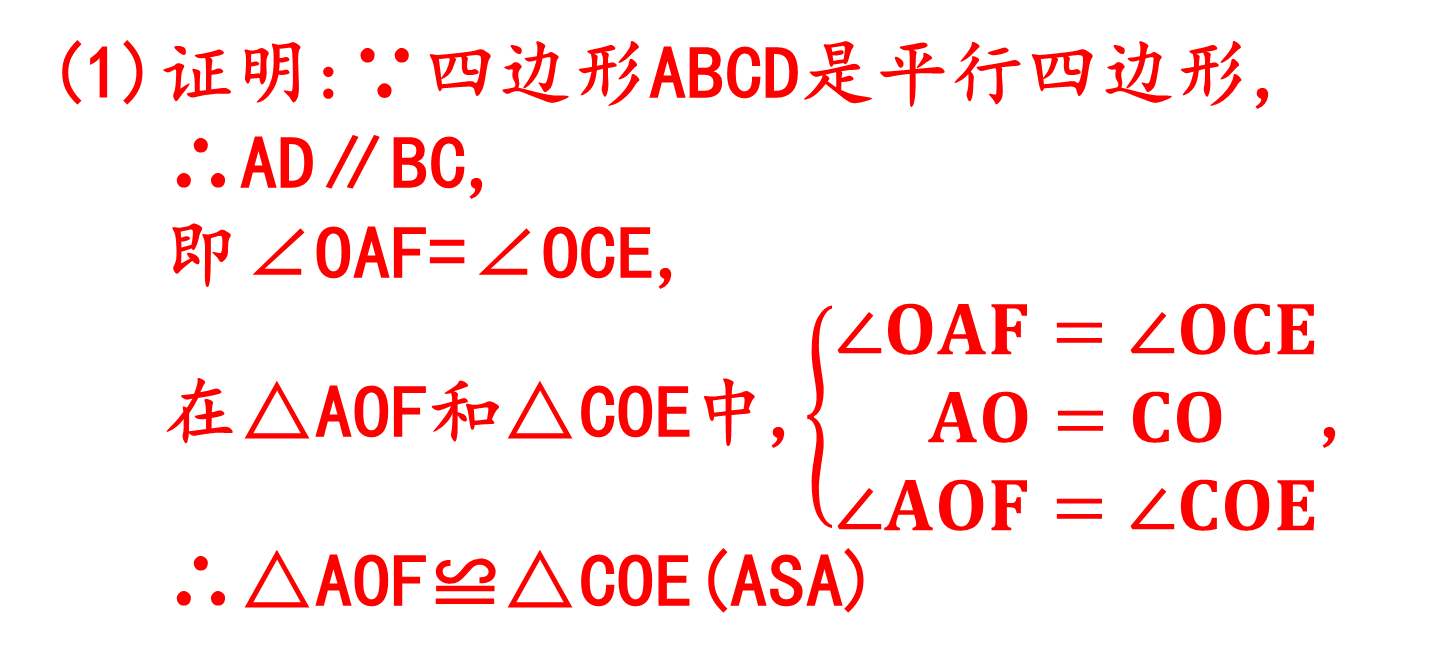 (1)证明:∵四边形ABCD是平行四边形,
∴AD∥BC,
即∠OAF=∠OCE,
∠OAF=∠OCE
在△AOF和△COE中,{AO=CO,
∠AOF=∠COE
∴△AOF≌△COE(ASA)